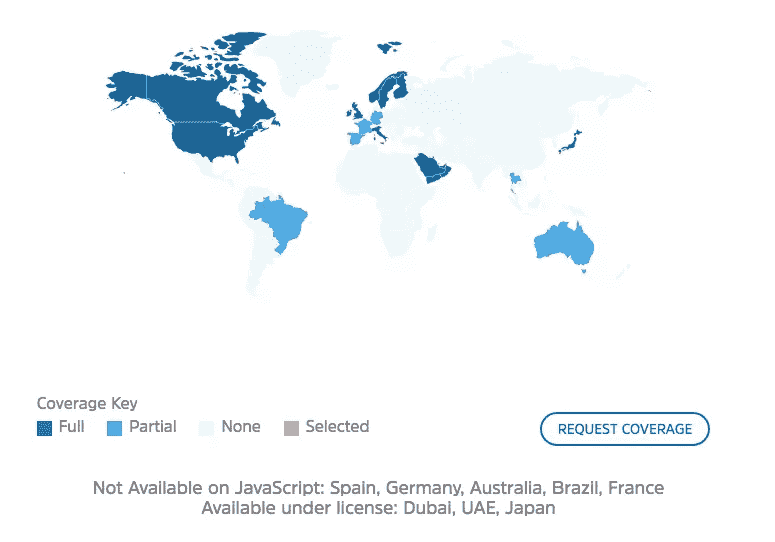 Coverage Key
Full Partial None Selected
REQUEST COVERAGE
Not Available on JavaScript: Spain, Germany, Australia, Brazil, France
Available under license: Dubai, UAE, Japan